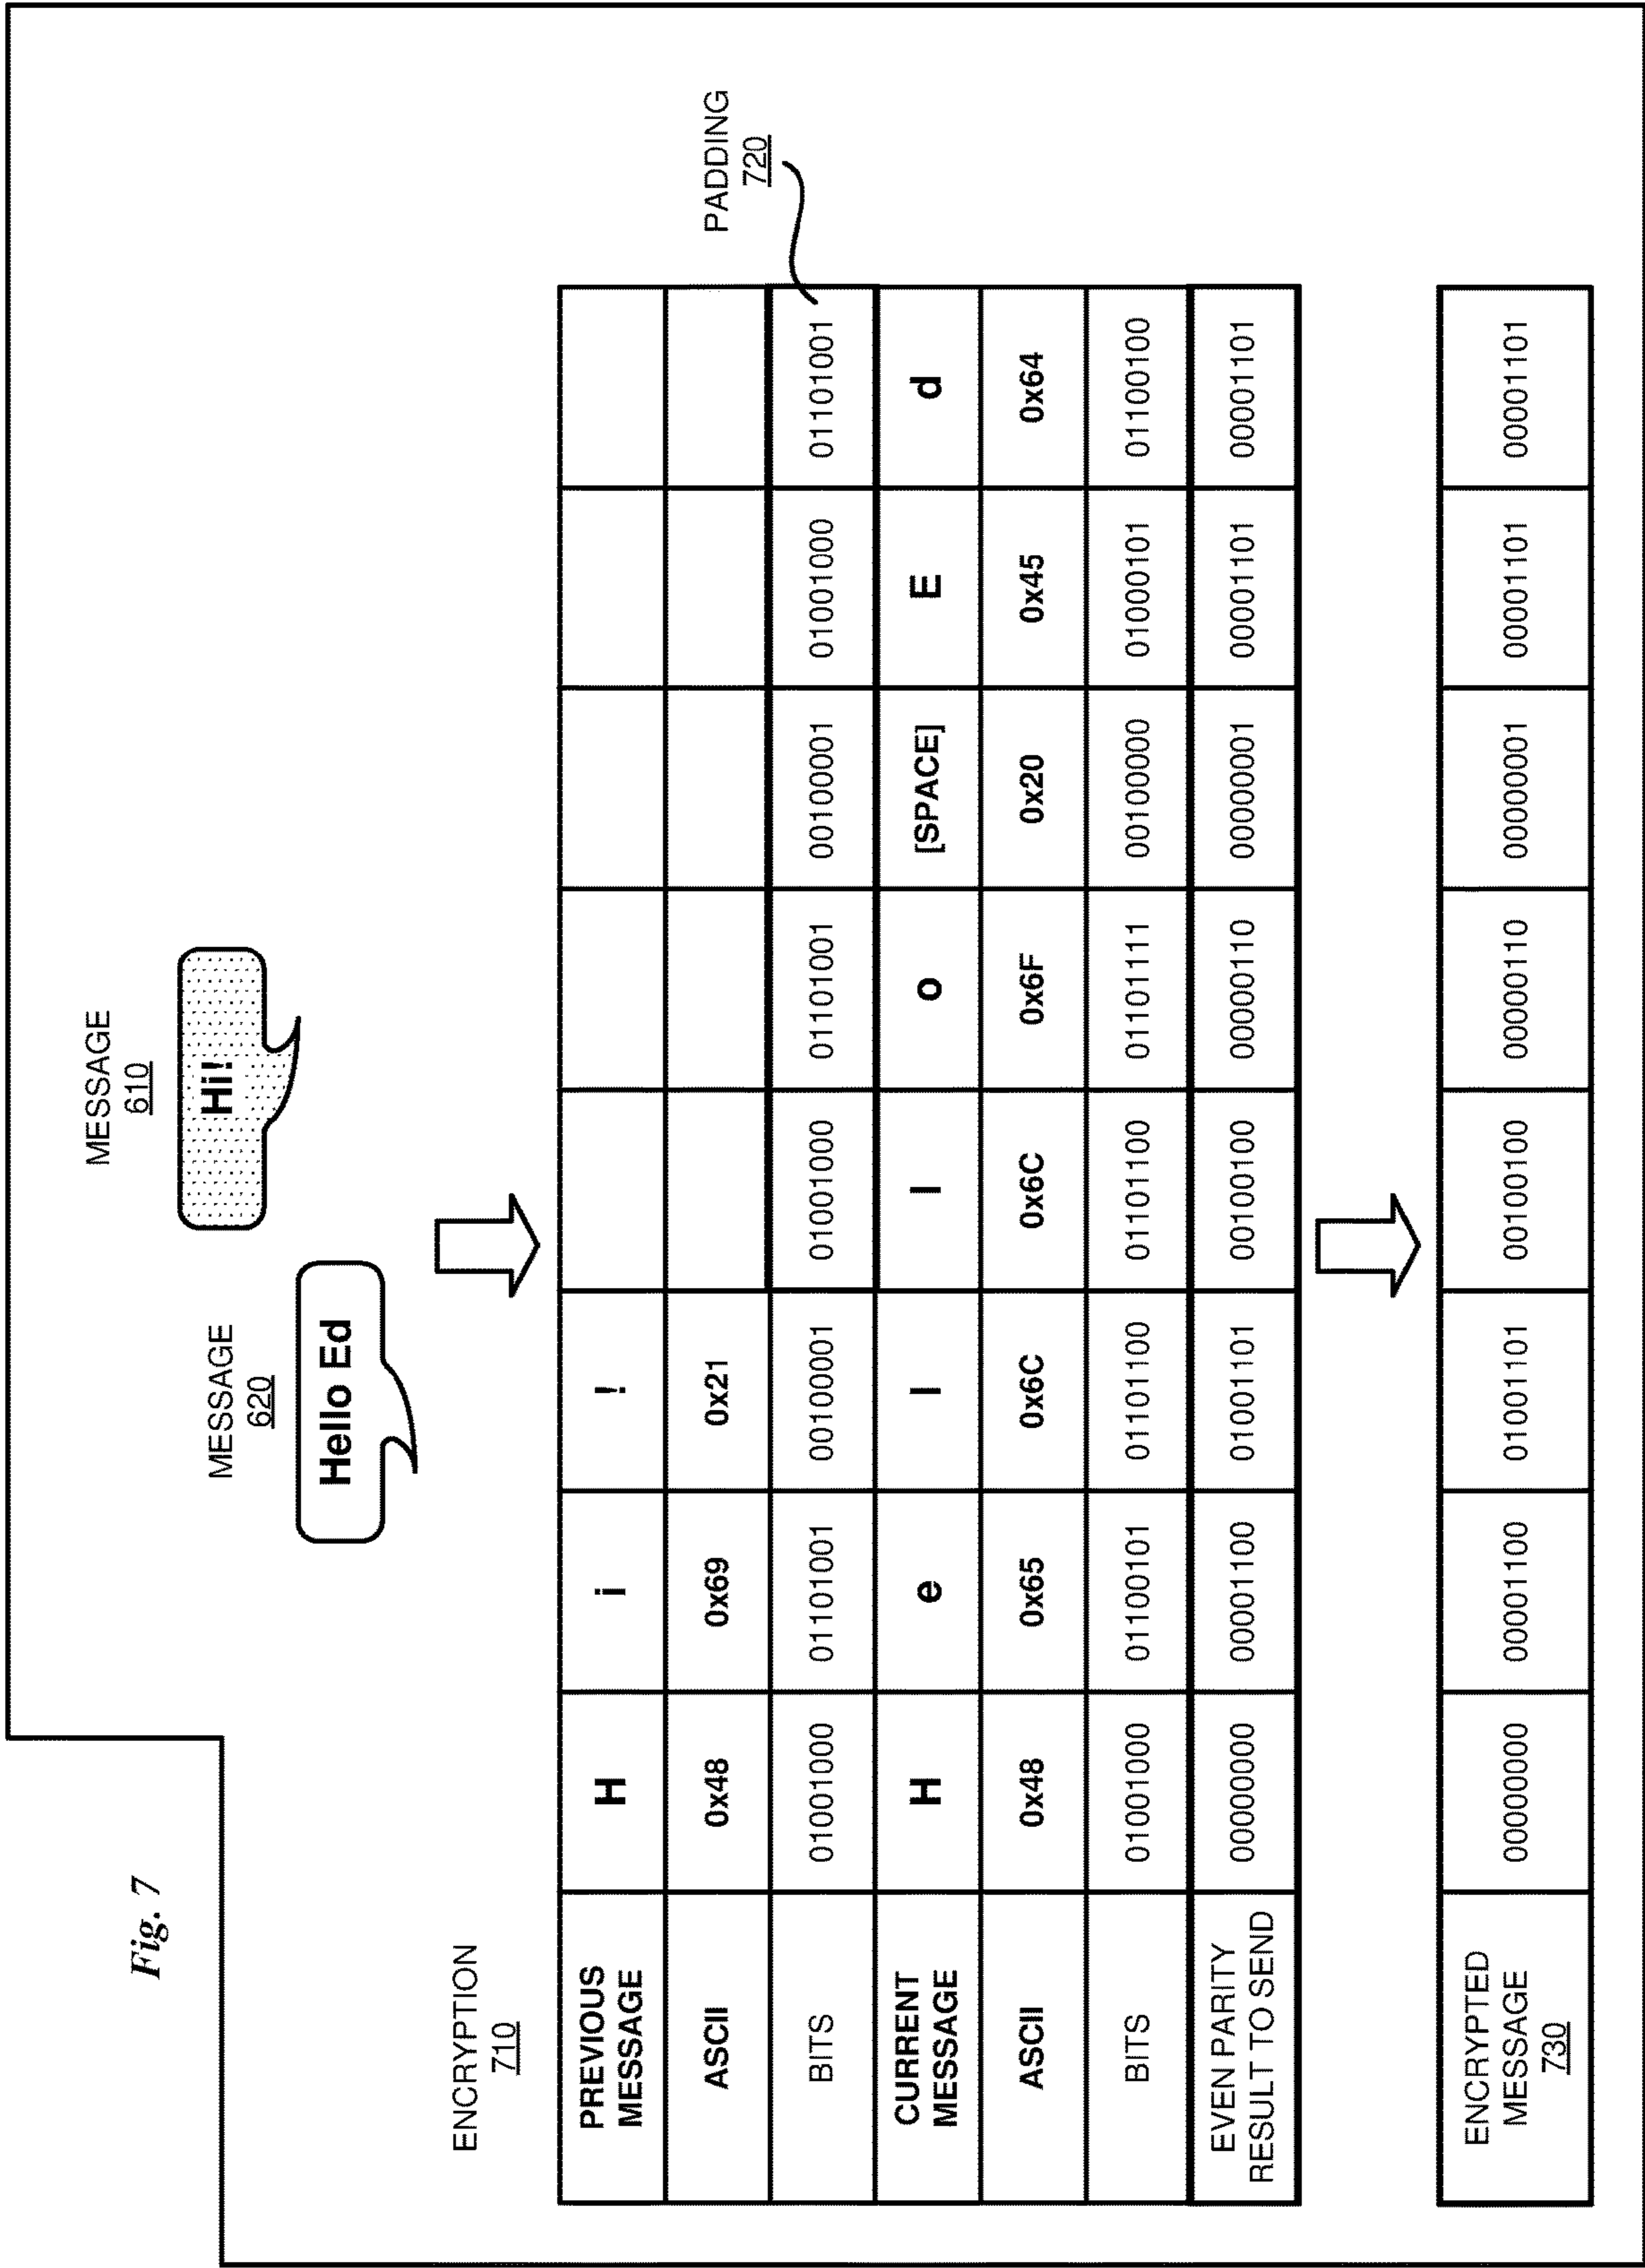 Fig. 7
MESSAGE
610
Hi!
MESSAGE
620
Hello Ed
ENCRYPTION
710
PADDING
720
PREVIOUS
MESSAGE
H
i
!
ASCII
0x48
0x69
0x21
BITS
01001000
01101001
00100001
01001000
01101001
00100001
01001000
01101001
CURRENT
MESSAGE
H
e
l
l
o
[SPACE]
E
d
ASCII
0x48
0x65
0x6C
0x6C
0x6F
0x20
0x45
0x64
BITS
01001000
01100101
01101100
01101100
01101111
00100000
01000101
01100100
EVEN PARITY
RESULT TO SEND
00000000
00001100
01001101
00100100
00000110
00000001
00001101
00001101
ENCRYPTED
MESSAGE
730
00000000
00001100
01001101
00100100
00000110
00000001
00001101
00001101